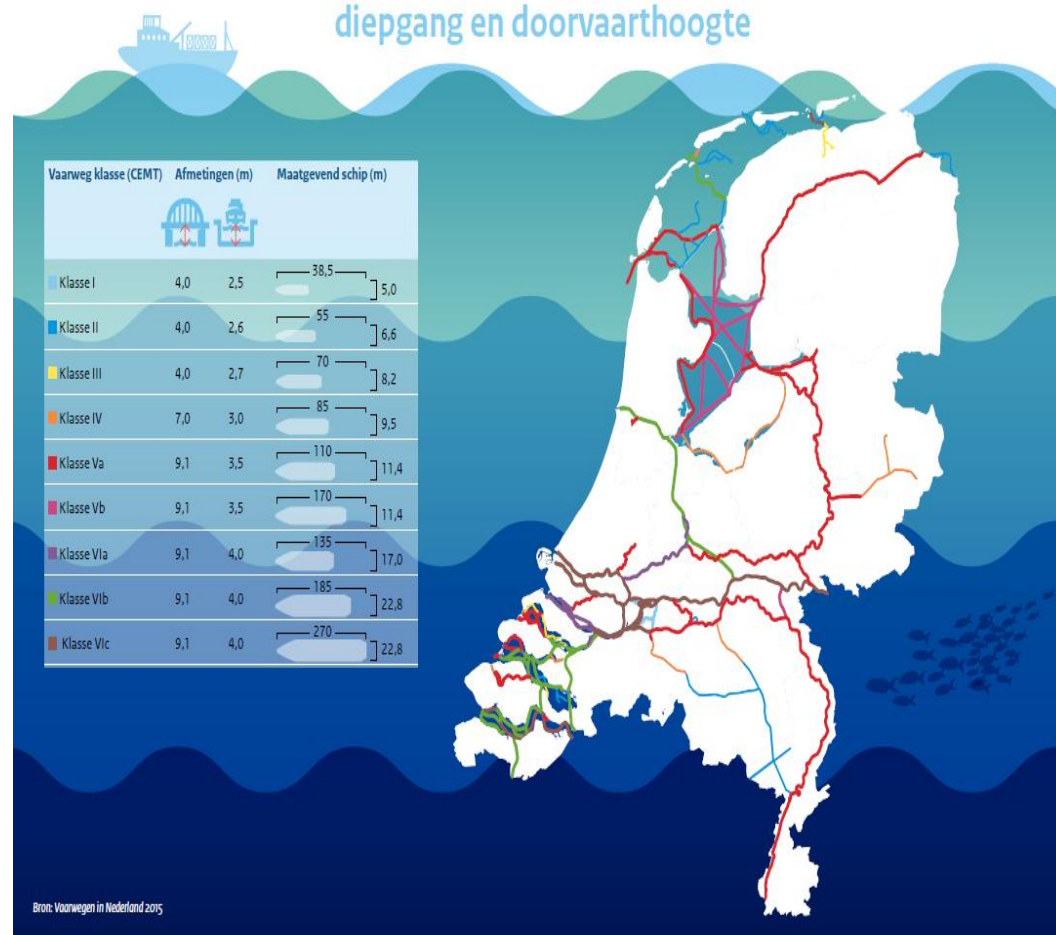 diepgang en doorvaarthoogte
Vaarweg klasse (CEMT) Afmetingen (m) Maatgevend schip (m)
Klasse I 4,0 2,5 38,5 5,0
Klasse II 4,0 2,6 55 6,6
Klasse III 4,0 2,7 70 8,2
Klasse IV 7,0 3,0 85 9,5
Klasse Va 9,1 3,5 110 11,4
Klasse Vb 9,1 3,5 170 11,4
Klasse VIa 9,1 4,0 135 17,0
Klasse VIb 9,1 4,0 185 22,8
Klasse VIc 9,1 4,0 270 22,8
Bron: Vaarwegen in Nederland 2015